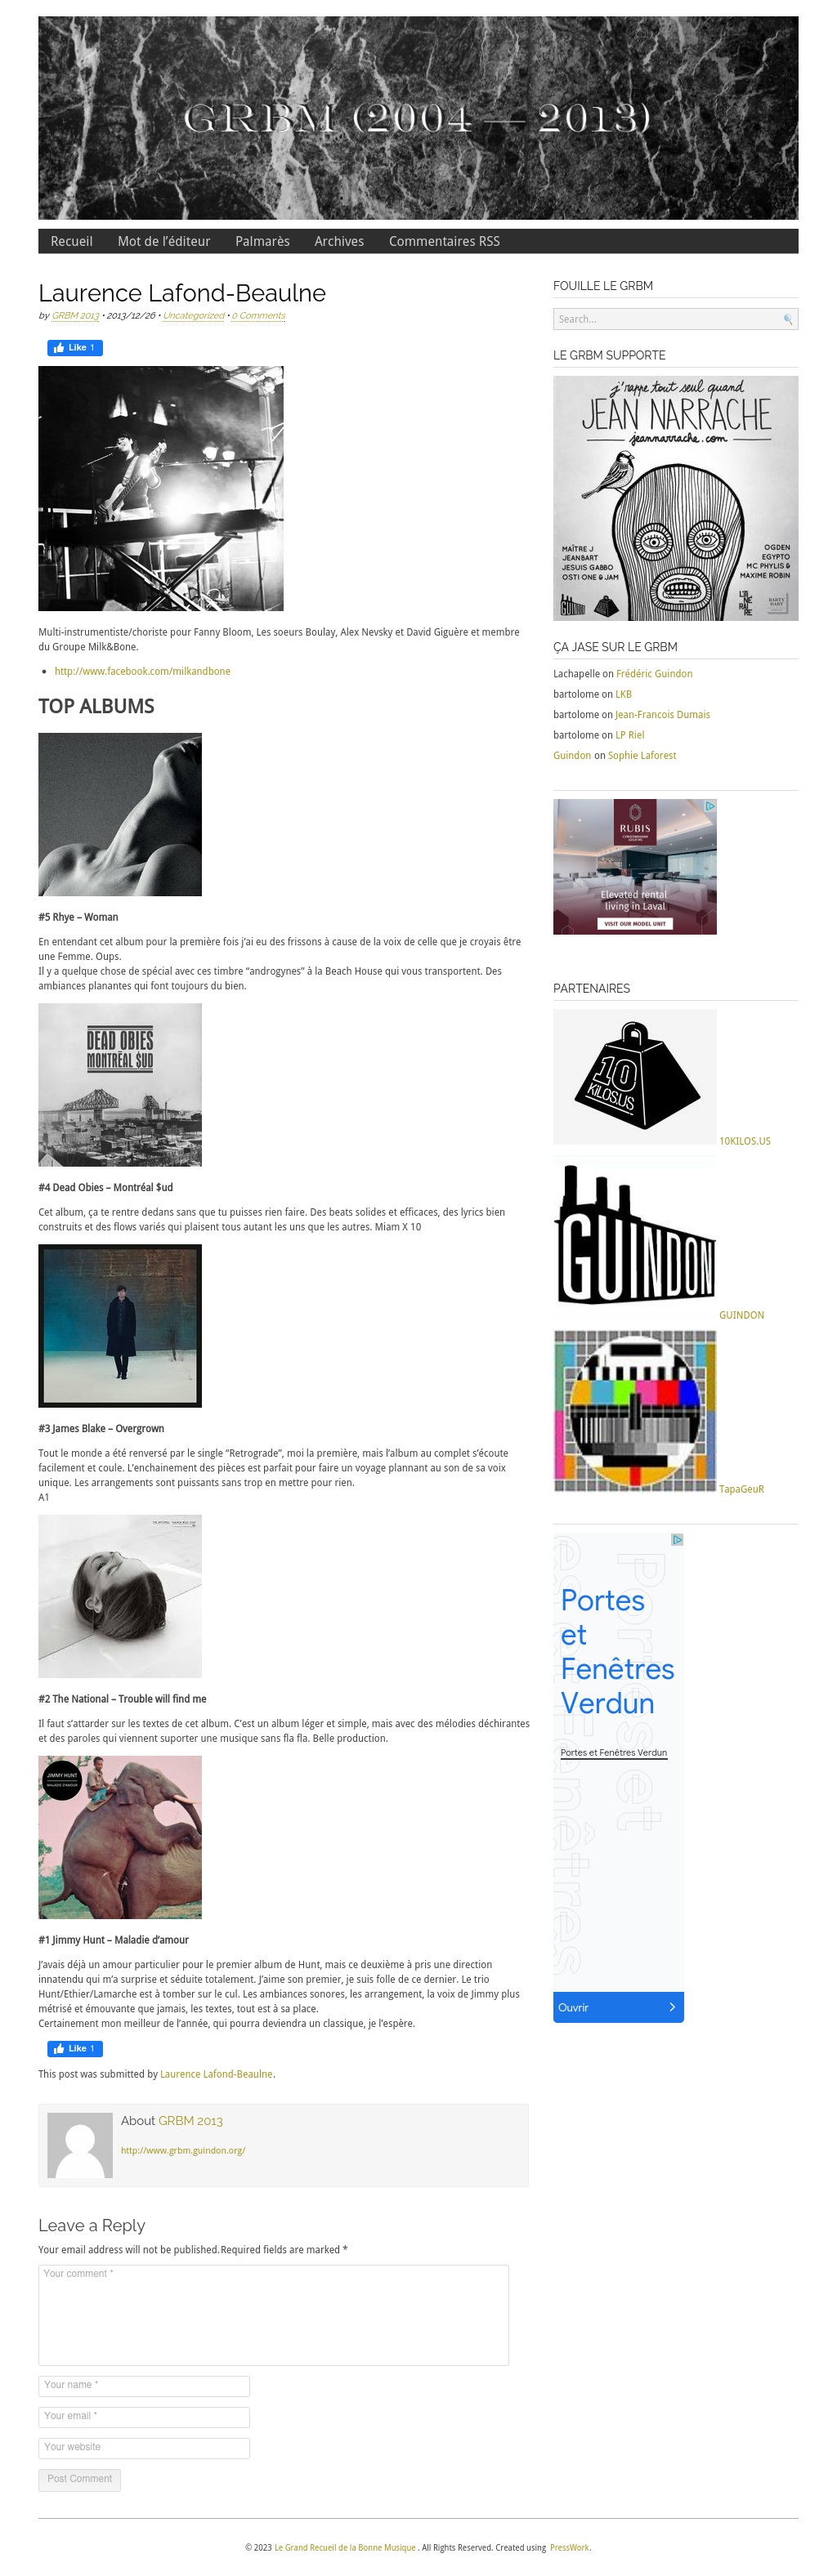 GRBM (2004 — 2013)
Recueil Mot de l'éditeur Palmarès Archives Commentaires RSS
Laurence Lafond-Beaulne
by GRBM 2013 • 2013/12/26 • Uncategorized • 0 Comments
Like 1
Multi-instrumentiste/choriste pour Fanny Bloom, Les soeurs Boulay, Alex Nevsky et David Giguère et membre
du Groupe Milk&Bone.
http://www.facebook.com/milkandbone
TOP ALBUMS
#5 Rhye – Woman
En entendant cet album pour la première fois j'ai eu des frissons à cause de la voix de celle que je croyais être
une Femme. Oups.
Il y a quelque chose de spécial avec ces timbre “androgynes” à la Beach House qui vous transportent. Des
ambiances planantes qui font toujours du bien.
DEAD OBIES
MONTRÉAL $UD
#4 Dead Obies – Montréal $ud
Cet album, ça te rentre dedans sans que tu puisses rien faire. Des beats solides et efficaces, des lyrics bien
construits et des flows variés qui plaisent tous autant les uns que les autres. Miam X 10
#3 James Blake – Overgrown
Tout le monde a été renversé par le single “Retrograde”, moi la première, mais l'album au complet s'écoute
facilement et coule. L'enchainement des pièces est parfait pour faire un voyage plannant au son de sa voix
unique. Les arrangements sont puissants sans trop en mettre pour rien.
A1
#2 The National – Trouble will find me
Il faut s'attarder sur les textes de cet album. C'est un album léger et simple, mais avec des mélodies déchirantes
et des paroles qui viennent suporter une musique sans fla fla. Belle production.
JIMMY HUNT
MALADIE D'AMOUR
#1 Jimmy Hunt – Maladie d'amour
J'avais déjà un amour particulier pour le premier album de Hunt, mais ce deuxième à pris une direction
innatendu qui m'a surprise et séduite totalement. J'aime son premier, je suis folle de ce dernier. Le trio
Hunt/Ethier/Lamarche est à tomber sur le cul. Les ambiances sonores, les arrangement, la voix de Jimmy plus
métrisé et émouvante que jamais, les textes, tout est à sa place.
Certainement mon meilleur de l'année, qui pourra deviendra un classique, je l'espère.
Like 1
This post was submitted by Laurence Lafond-Beaulne.
About GRBM 2013
http://www.grbm.guindon.org/
Leave a Reply
Your email address will not be published. Required fields are marked *
Your comment *
Your name *
Your email *
Your website
Post Comment
FOUILLE LE GRBM
Search...
LE GRBM SUPPORTE
j'rappe tout seul quand
JEAN NARRACHE
jeannarrache.com
MAÎTRE J
JEANBART
JESUIS GABBO
OSTI ONE & JAM
OGDEN
EGYPTO
MC PHYLIS &
MAXIME ROBIN
ÇA JASE SUR LE GRBM
Lachapelle on Frédéric Guindon
bartolome on LKB
bartolome on Jean-Francois Dumais
bartolome on LP Riel
Guindon on Sophie Laforest
RUBIS
Elevated rental
living in Laval
VISIT OUR MODEL UNIT
PARTENAIRES
10
KILOS.US
10KILOS.US
GUINDON
GUINDON
TapaGeuR
Portes
et
Fenêtres
Verdun
Portes et Fenêtres Verdun
Ouvrir
© 2023 Le Grand Recueil de la Bonne Musique . All Rights Reserved. Created using PressWork.